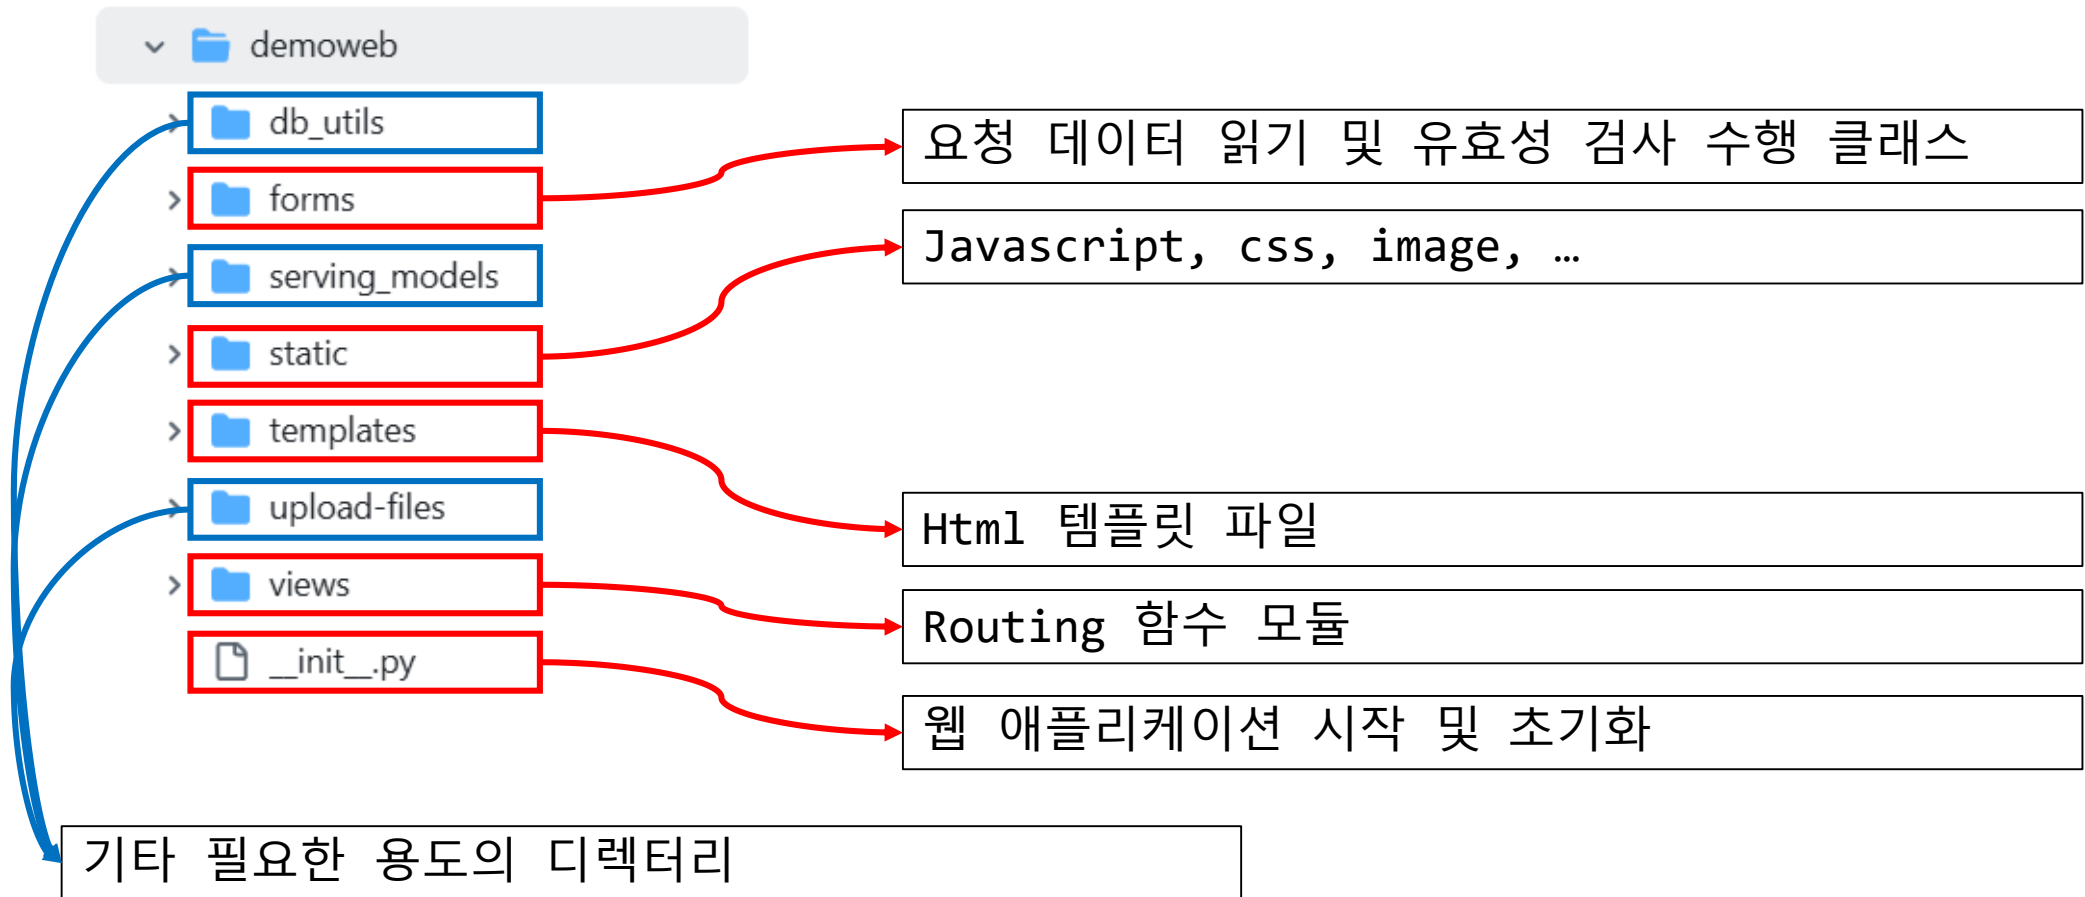 demoweb
db_utils
forms
serving_models
static
templates
upload-files
views
__init__.py
요청 데이터 읽기 및 유효성 검사 수행 클래스
Javascript, css, image, …
Html 템플릿 파일
Routing 함수 모듈
웹 애플리케이션 시작 및 초기화
기타 필요한 용도의 디렉터리